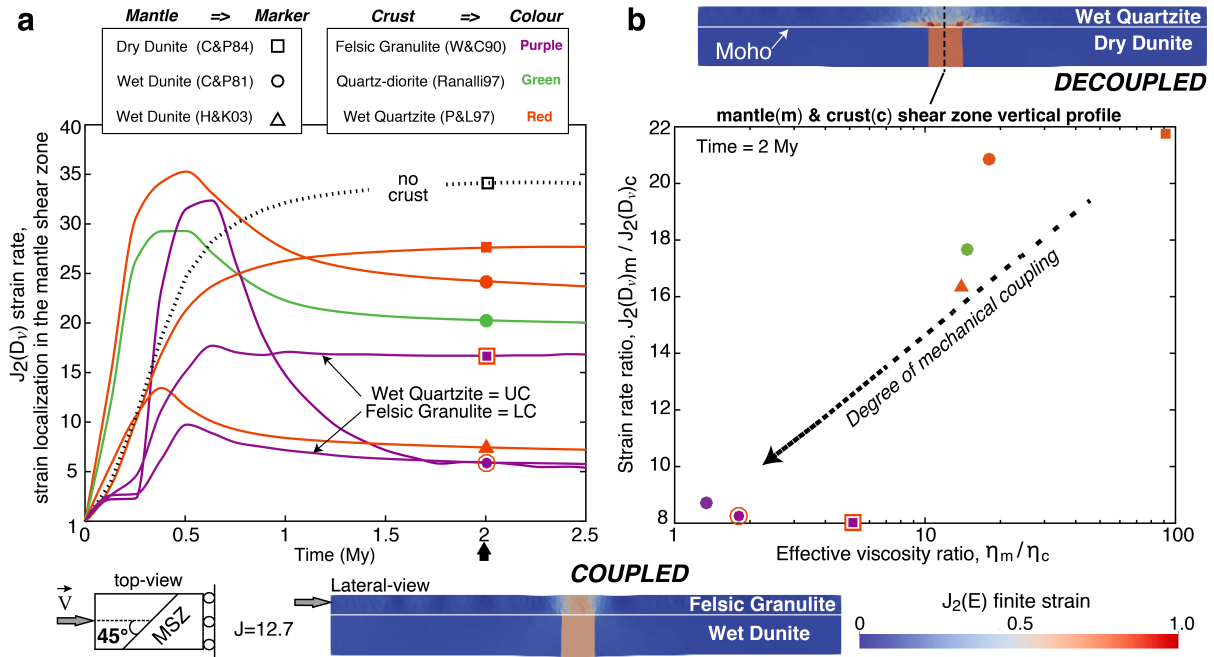 a
Mantle => Marker
Dry Dunite (C&P84)
Wet Dunite (C&P81)
Wet Dunite (H&K03)
Crust => Colour
Felsic Granulite (W&C90) Purple
Quartz-diorite (Ranalli97) Green
Wet Quartzite (P&L97) Red
J2(Dv) strain rate,
strain localization in the mantle shear zone
40
35
30
25
20
15
10
5
1
no
crust
Wet Quartzite = UC
Felsic Granulite = LC
0 0.5 1 1.5 2 2.5
Time (My)
b
Wet Quartzite
Moho
Dry Dunite
DECOUPLED
mantle(m) & crust(c) shear zone vertical profile
Time = 2 My
Strain rate ratio, J2(Dv)m / J2(Dv)c
22
20
18
16
14
12
10
8
Degree of mechanical coupling
1 10 100
Effective viscosity ratio, ηm/ηc
COUPLED
top-view
V
45°
MSZ
J=12.7
Lateral-view
Felsic Granulite
Wet Dunite
J2(E) finite strain
0 0.5 1.0